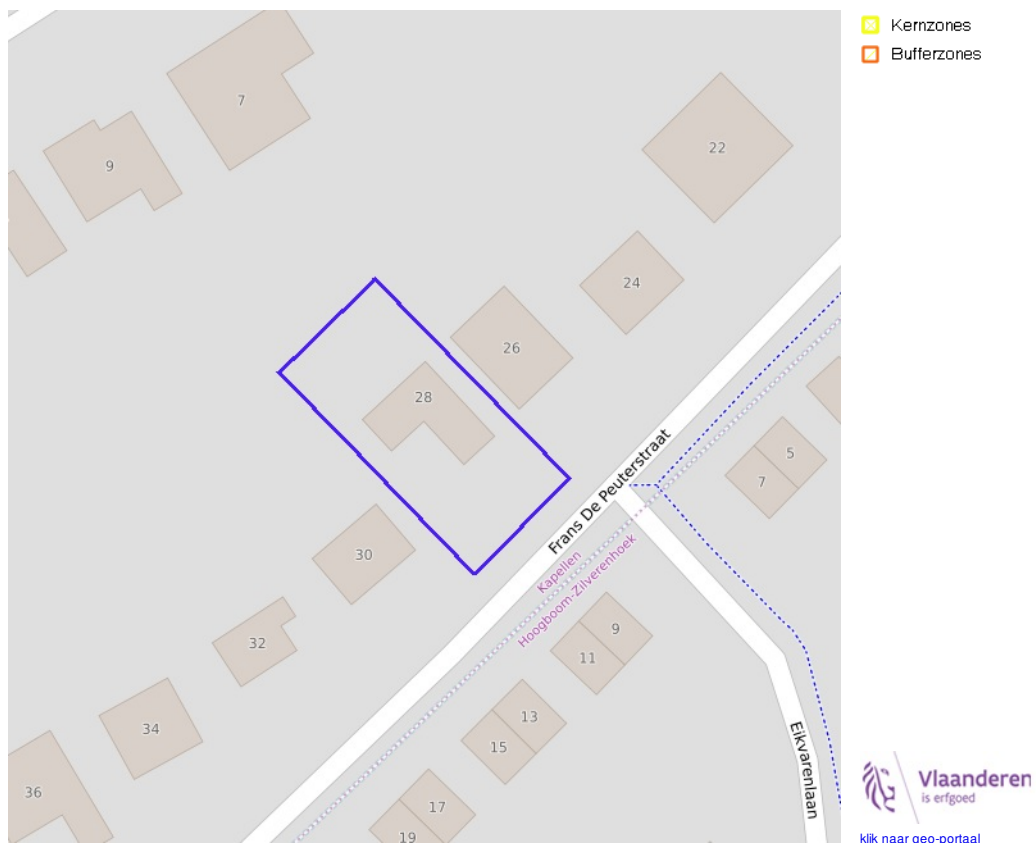 Kernzones
Bufferzones
7
9
22
24
26
28
Frans De Peuterstraat
5
7
30
Kapellen
Hoogboom-Zilverenhoek
9
11
32
13
34
15
Eikvarenlaan
36
17
19
Vlaanderen
is erfgoed
klik naar geo-portaal